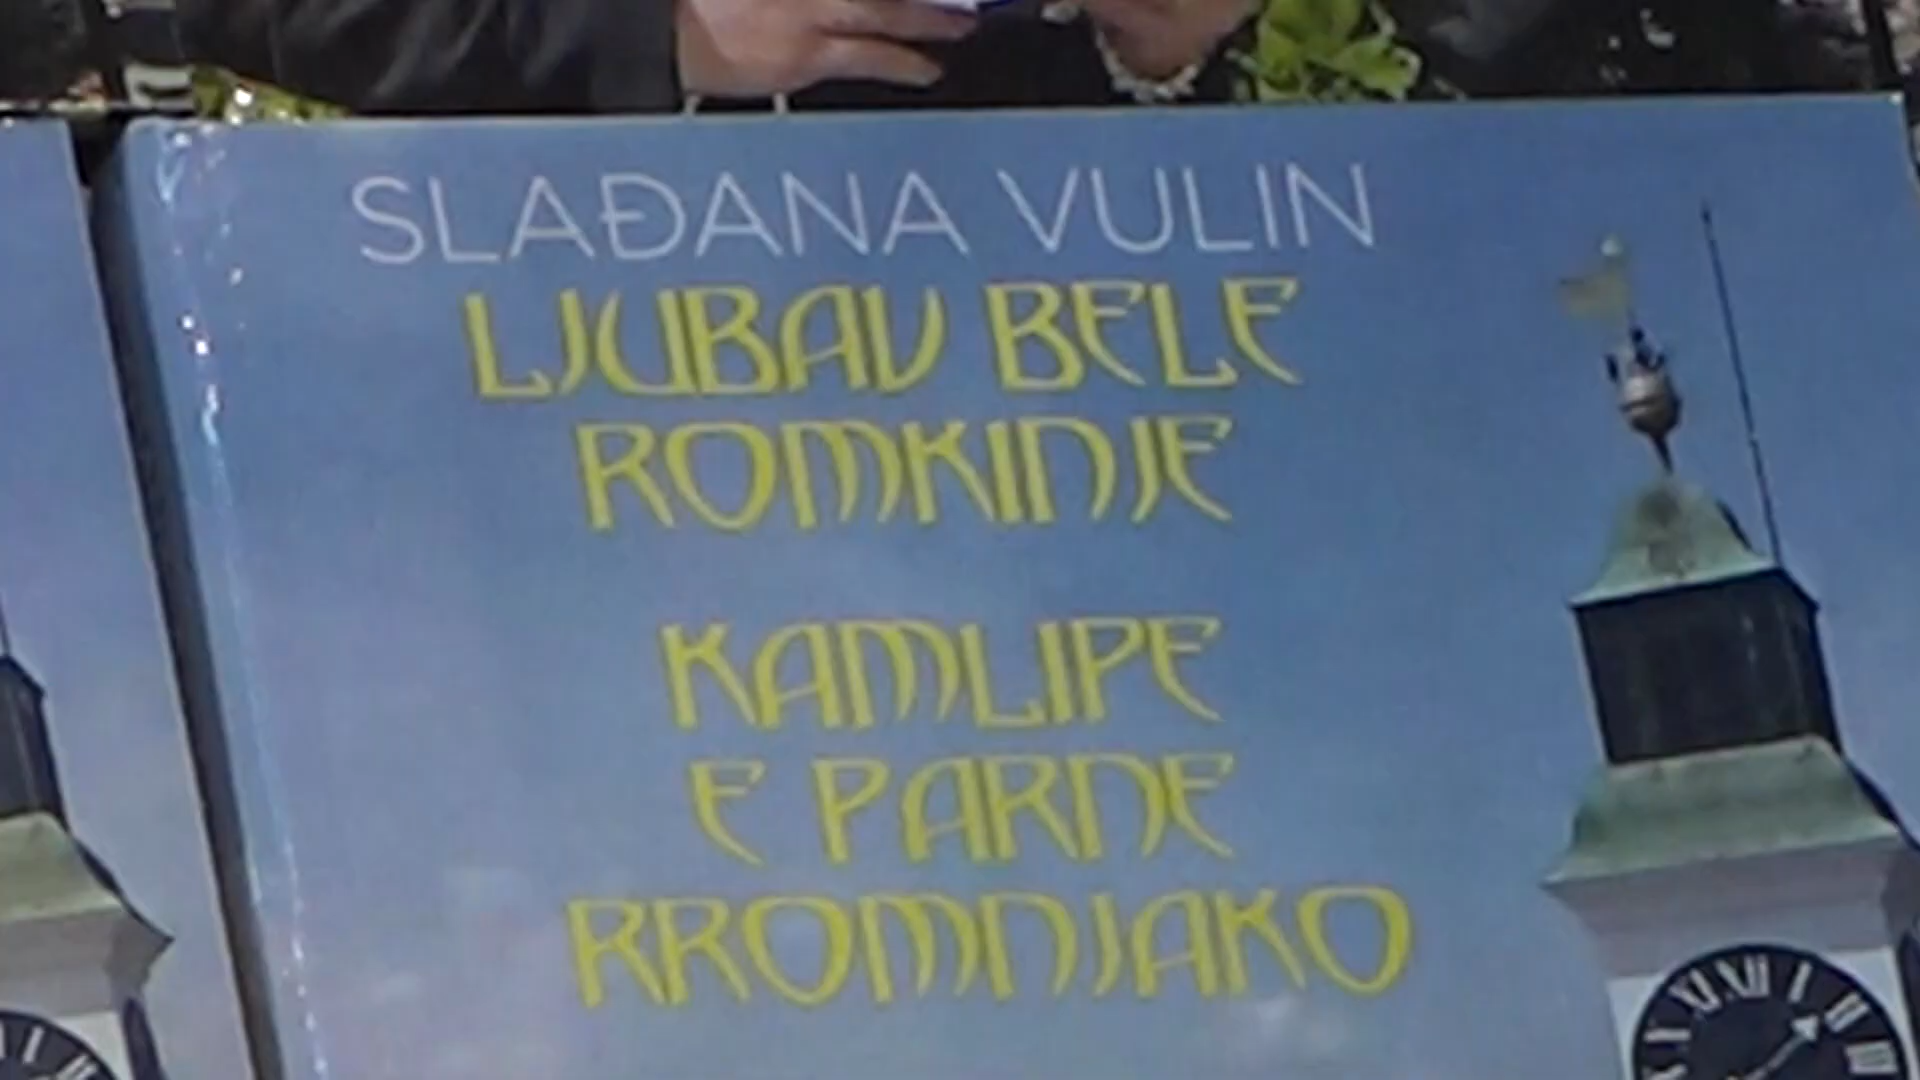 SLAĐANA VULIN
LJUBAV BELE
ROMKINJE
KAMLIPE
E PARNE
RROMNJAKO